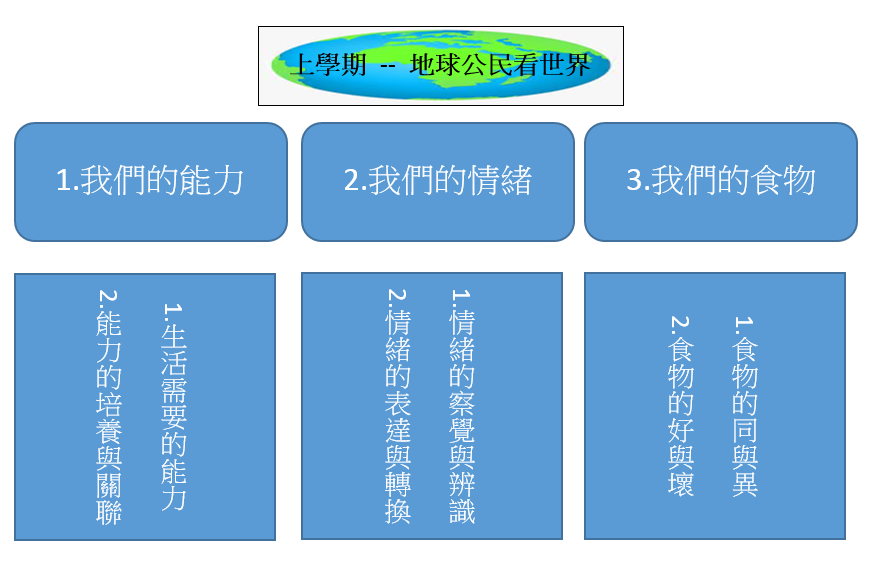 上學期 -- 地球公民看世界
1.我們的能力
2.我們的情緒
3.我們的食物
1.生活需要的能力
2.能力的培養與關聯
1.情緒的察覺與辨識
2.情緒的表達與轉換
1.食物的同與異
2.食物的好與壞